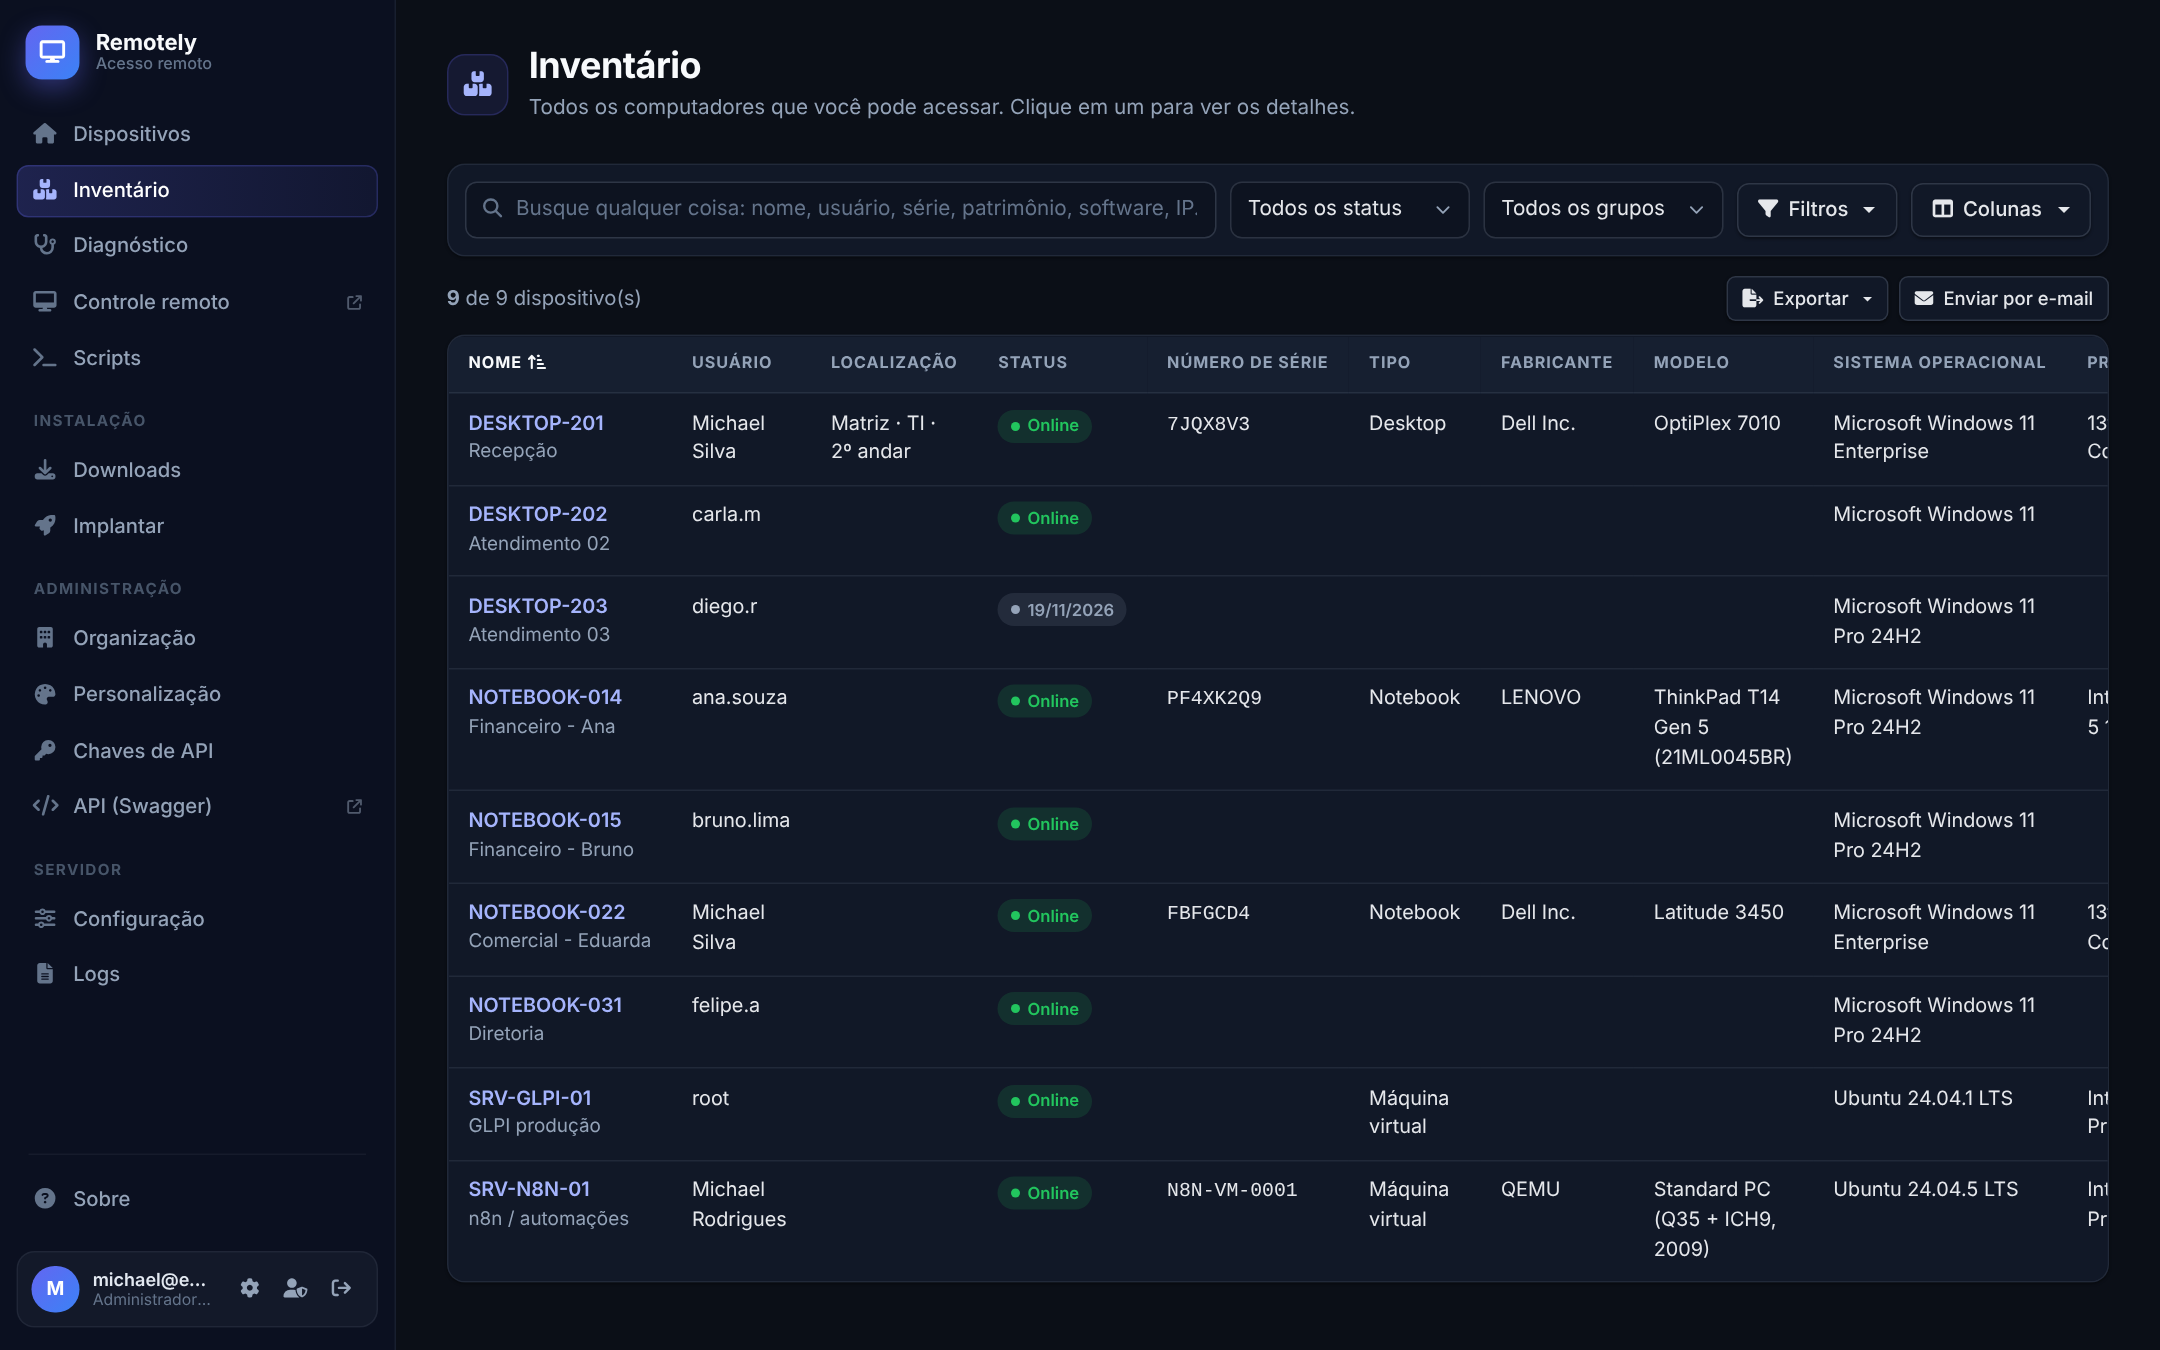 Remotely
Acesso remoto
Dispositivos
Inventário
Diagnóstico
Controle remoto
Scripts
INSTALAÇÃO
Downloads
Implantar
ADMINISTRAÇÃO
Organização
Personalização
Chaves de API
API (Swagger)
SERVIDOR
Configuração
Logs
Sobre
M
michael@e...
Administrador...
Inventário
Todos os computadores que você pode acessar. Clique em um para ver os detalhes.
Busque qualquer coisa: nome, usuário, série, patrimônio, software, IP.
Todos os status
Todos os grupos
Filtros
Colunas
9 de 9 dispositivo(s)
Exportar
Enviar por e-mail
NOME USUÁRIO LOCALIZAÇÃO STATUS NÚMERO DE SÉRIE TIPO FABRICANTE MODELO SISTEMA OPERACIONAL PR
DESKTOP-201 Michael Matriz · TI · Online 7JQX8V3 Desktop Dell Inc. OptiPlex 7010 Microsoft Windows 11 13
Recepção Silva 2º andar Enterprise Co
DESKTOP-202 carla.m Online Microsoft Windows 11
Atendimento 02
DESKTOP-203 diego.r 19/11/2026 Microsoft Windows 11
Atendimento 03 Pro 24H2
NOTEBOOK-014 ana.souza Online PF4XK2Q9 Notebook LENOVO ThinkPad T14 Microsoft Windows 11 Int
Financeiro - Ana Gen 5 Pro 24H2 5
(21ML0045BR)
NOTEBOOK-015 bruno.lima Online Microsoft Windows 11
Financeiro - Bruno Pro 24H2
NOTEBOOK-022 Michael Online FBFGCD4 Notebook Dell Inc. Latitude 3450 Microsoft Windows 11 13
Comercial - Eduarda Silva Enterprise Co
NOTEBOOK-031 felipe.a Online Microsoft Windows 11
Diretoria Pro 24H2
SRV-GLPI-01 root Online Máquina Ubuntu 24.04.1 LTS Int
GLPI produção virtual Pr
SRV-N8N-01 Michael Online N8N-VM-0001 Máquina QEMU Standard PC Ubuntu 24.04.5 LTS Int
n8n / automações Rodrigues virtual (Q35 + ICH9, Pr
2009)